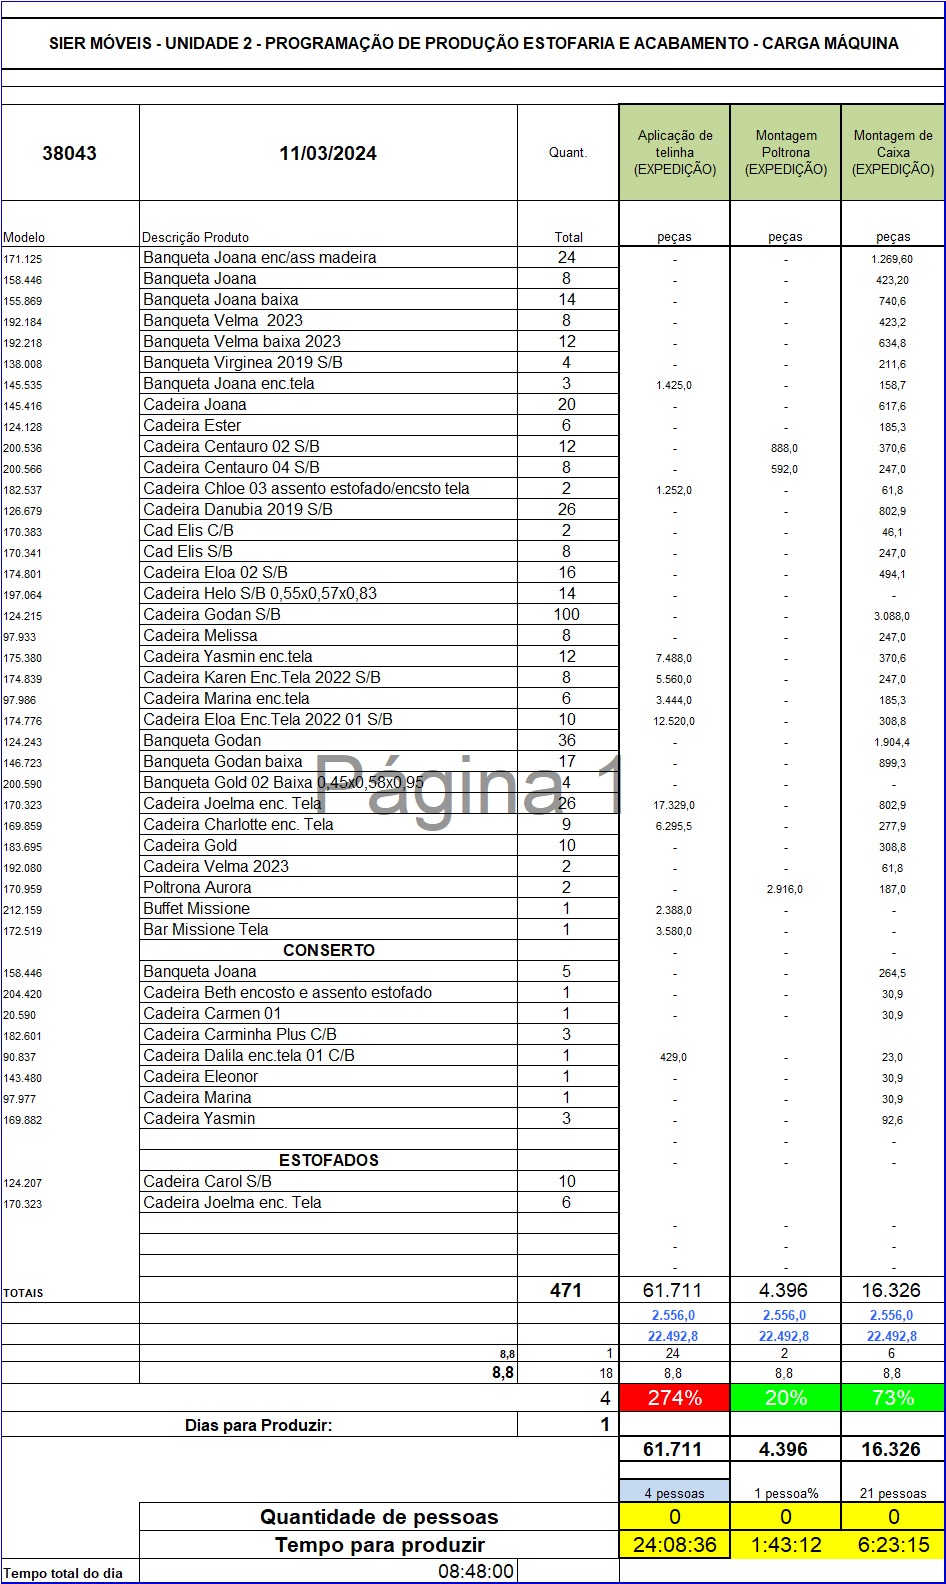 SIER MÓVEIS - UNIDADE 2 - PROGRAMAÇÃO DE PRODUÇÃO ESTOFARIA E ACABAMENTO - CARGA MÁQUINA
38043 11/03/2024 Quant. Aplicação de telinha (EXPEDIÇÃO) Montagem Poltrona (EXPEDIÇÃO) Montagem de Caixa (EXPEDIÇÃO)
Modelo Descrição Produto Total peças peças peças
171.125 Banqueta Joana enc/ass madeira 24 - - 1.269,60
158.446 Banqueta Joana 8 - - 423,20
155.869 Banqueta Joana baixa 14 - - 740,6
192.184 Banqueta Velma 2023 8 - - 423,2
192.218 Banqueta Velma baixa 2023 12 - - 634,8
138.008 Banqueta Virginea 2019 S/B 4 - - 211,6
145.535 Banqueta Joana enc.tela 3 1.425,0 - 158,7
145.416 Cadeira Joana 20 - - 617,6
124.128 Cadeira Ester 6 - - 185,3
200.536 Cadeira Centauro 02 S/B 12 - 888,0 370,6
200.566 Cadeira Centauro 04 S/B 8 - 592,0 247,0
182.537 Cadeira Chloe 03 assento estofado/encsto tela 2 1.252,0 - 61,8
126.679 Cadeira Danubia 2019 S/B 26 - - 802,9
170.383 Cad Elis C/B 2 - - 46,1
170.341 Cad Elis S/B 8 - - 247,0
174.801 Cadeira Eloa 02 S/B 16 - - 494,1
197.064 Cadeira Helo S/B 0,55x0,57x0,83 14 - - -
124.215 Cadeira Godan S/B 100 - - 3.088,0
97.933 Cadeira Melissa 8 - - 247,0
175.380 Cadeira Yasmin enc.tela 12 7.488,0 - 370,6
174.839 Cadeira Karen Enc.Tela 2022 S/B 8 5.560,0 - 247,0
97.986 Cadeira Marina enc.tela 6 3.444,0 - 185,3
174.776 Cadeira Eloa Enc.Tela 2022 01 S/B 10 12.520,0 - 308,8
124.243 Banqueta Godan 36 - - 1.904,4
146.723 Banqueta Godan baixa 17 - - 899,3
Página 1
200.590 Banqueta Gold 02 Baixa 0,45x0,58x0,95 4 - - -
170.323 Cadeira Joelma enc. Tela 26 17.329,0 - 802,9
169.859 Cadeira Charlotte enc. Tela 9 6.295,5 - 277,9
183.695 Cadeira Gold 10 - - 308,8
192.080 Cadeira Velma 2023 2 - - 61,8
170.959 Poltrona Aurora 2 - 2.916,0 187,0
212.159 Buffet Missione 1 2.388,0 - -
172.519 Bar Missione Tela 1 3.580,0 - -
CONSERTO - - -
158.446 Banqueta Joana 5 - - 264,5
204.420 Cadeira Beth encosto e assento estofado 1 - - 30,9
20.590 Cadeira Carmen 01 1 - - 30,9
182.601 Cadeira Carminha Plus C/B 3
90.837 Cadeira Dalila enc.tela 01 C/B 1 429,0 - 23,0
143.480 Cadeira Eleonor 1 - - 30,9
97.977 Cadeira Marina 1 - - 30,9
169.882 Cadeira Yasmin 3 - - 92,6
- - -
ESTOFADOS - - -
124.207 Cadeira Carol S/B 10
170.323 Cadeira Joelma enc. Tela 6
- - -
- - -
- - -
TOTAIS 471 61.711 4.396 16.326
2.556,0 2.556,0 2.556,0
22.492,8 22.492,8 22.492,8
8,8 1 24 2 6
8,8 18 8,8 8,8 8,8
4 274% 20% 73%
Dias para Produzir: 1
61.711 4.396 16.326
4 pessoas 1 pessoa% 21 pessoas
Quantidade de pessoas 0 0 0
Tempo para produzir 24:08:36 1:43:12 6:23:15
Tempo total do dia 08:48:00